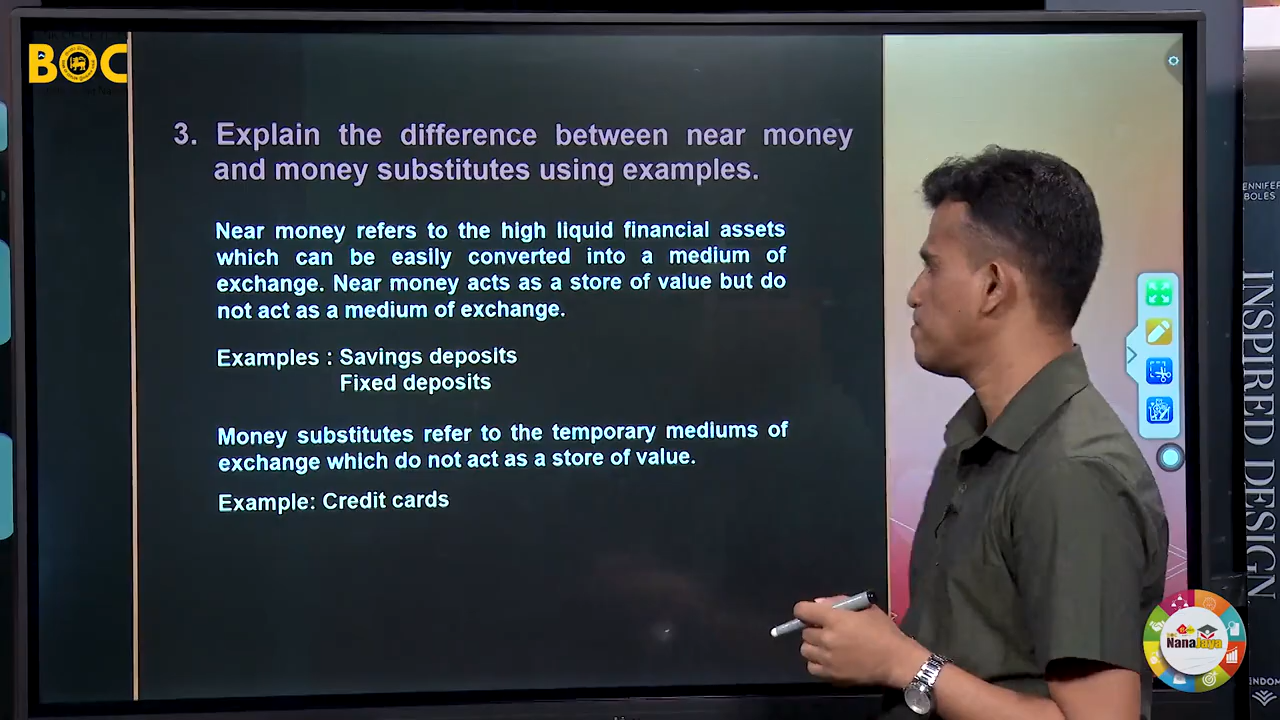 BOC
3. Explain the difference between near money
and money substitutes using examples.
Near money refers to the high liquid financial assets
which can be easily converted into a medium of
exchange. Near money acts as a store of value but do
not act as a medium of exchange.
Examples : Savings deposits
Fixed deposits
Money substitutes refer to the temporary mediums of
exchange which do not act as a store of value.
Example: Credit cards
ENNIFER
BOLES
INSPIRED DESIGN
ENDOM
NanaJaya